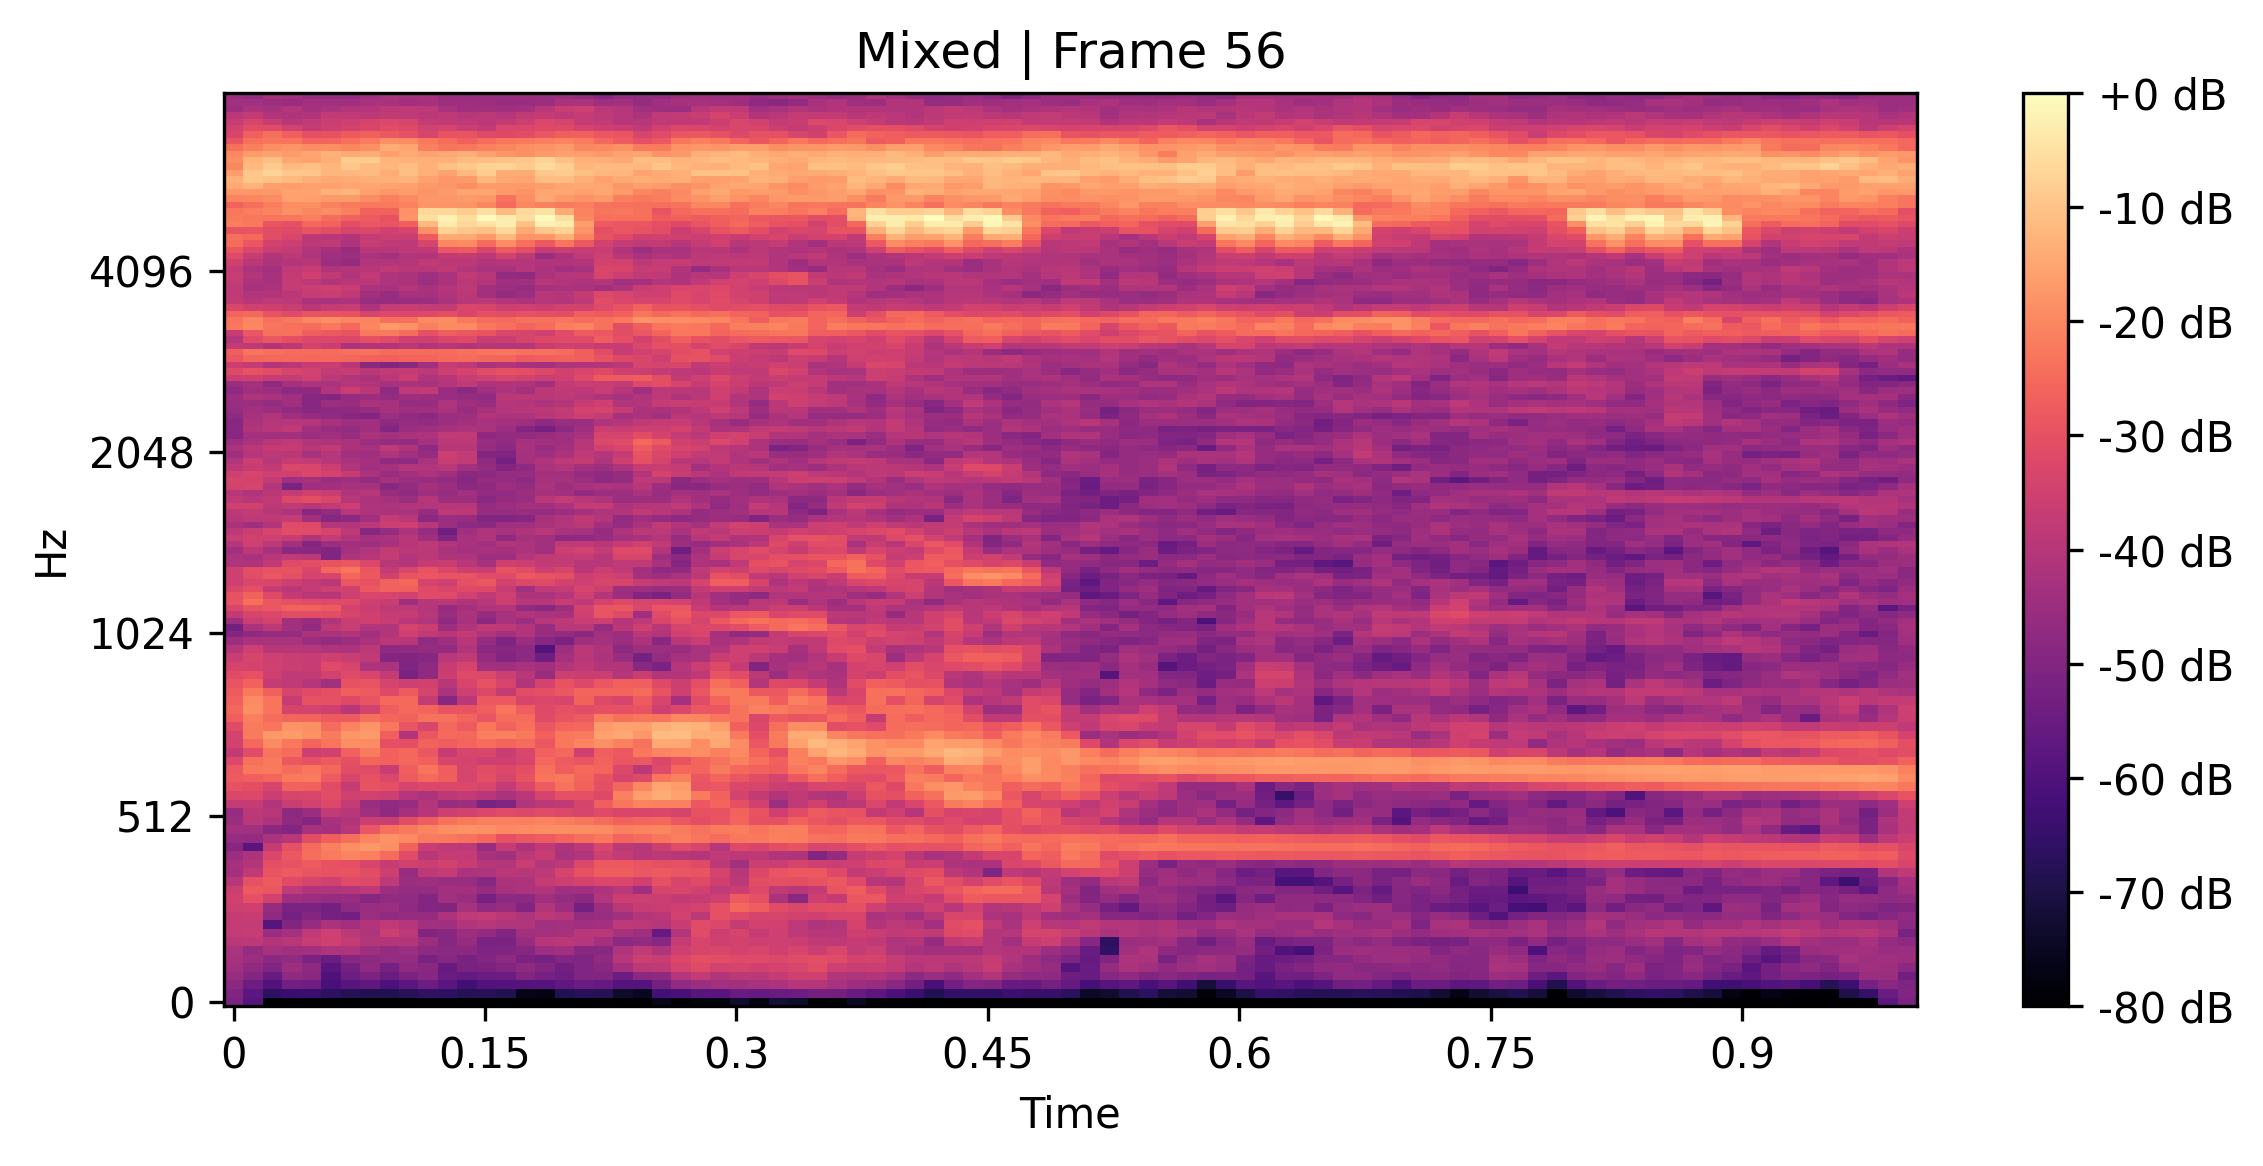 Mixed | Frame 56
+0 dB
-10 dB
-20 dB
-30 dB
-40 dB
-50 dB
-60 dB
-70 dB
-80 dB
Hz
4096
2048
1024
512
0
0 0.15 0.3 0.45 0.6 0.75 0.9
Time